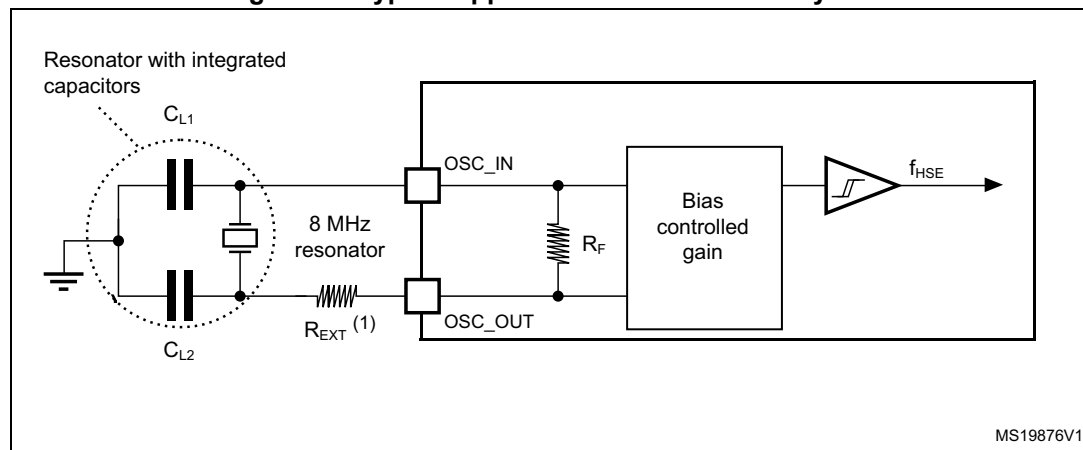 Resonator with integrated
capacitors
CL1
OSC_IN
fHSE
Bias
controlled
gain
8 MHz
resonator
RF
REXT (1)
OSC_OUT
CL2
MS19876V1